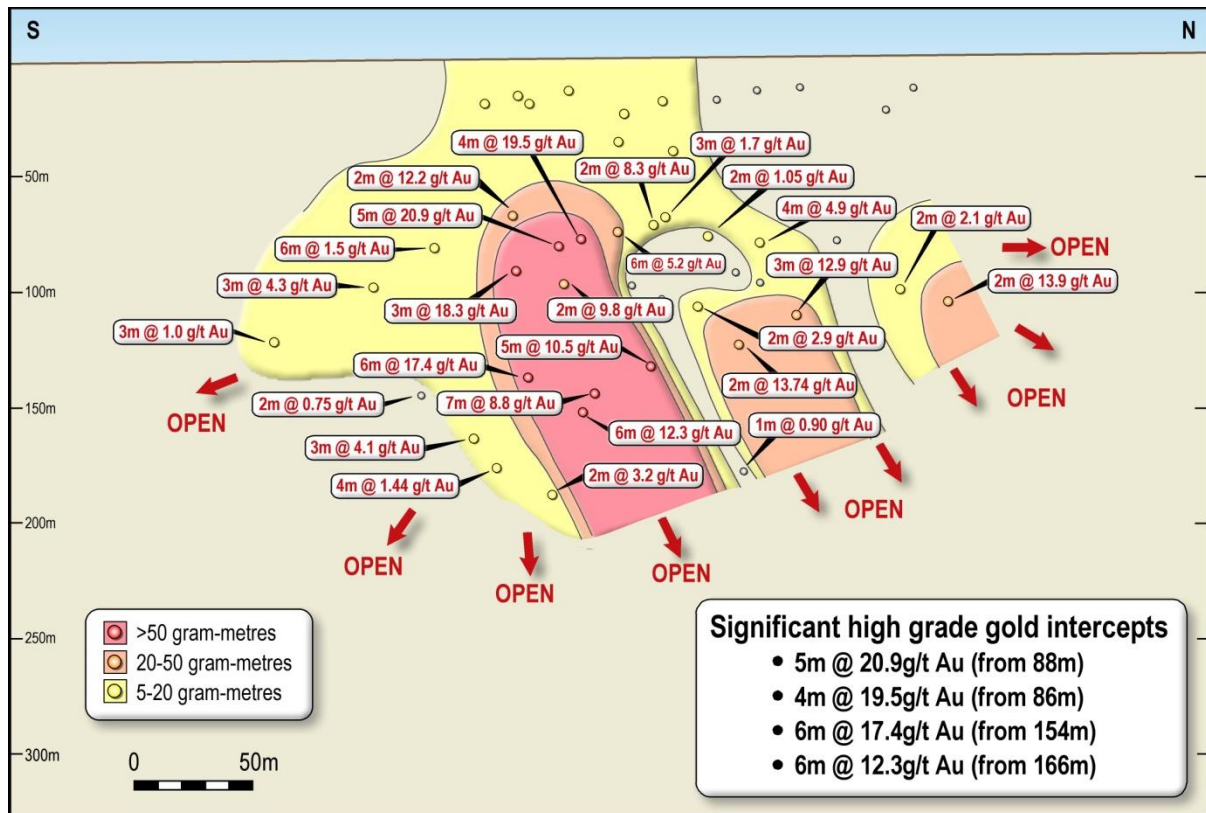 S
N
4m @ 19.5 g/t Au
3m @ 1.7 g/t Au
2m @ 8.3 g/t Au
2m @ 12.2 g/t Au
2m @ 1.05 g/t Au
50m
5m @ 20.9 g/t Au
4m @ 4.9 g/t Au
2m @ 2.1 g/t Au
6m @ 1.5 g/t Au
OPEN
6m @ 5.2 g/t Au
3m @ 12.9 g/t Au
2m @ 13.9 g/t Au
3m @ 4.3 g/t Au
100m
3m @ 18.3 g/t Au
2m @ 9.8 g/t Au
3m @ 1.0 g/t Au
2m @ 2.9 g/t Au
5m @ 10.5 g/t Au
6m @ 17.4 g/t Au
2m @ 13.74 g/t Au
OPEN
2m @ 0.75 g/t Au
7m @ 8.8 g/t Au
OPEN
150m
1m @ 0.90 g/t Au
6m @ 12.3 g/t Au
3m @ 4.1 g/t Au
2m @ 3.2 g/t Au
4m @ 1.44 g/t Au
200m
OPEN
OPEN
OPEN
OPEN
250m
>50 gram-metres
20-50 gram-metres
5-20 gram-metres
300m
0 50m
Significant high grade gold intercepts
• 5m @ 20.9g/t Au (from 88m)
• 4m @ 19.5g/t Au (from 86m)
• 6m @ 17.4g/t Au (from 154m)
• 6m @ 12.3g/t Au (from 166m)